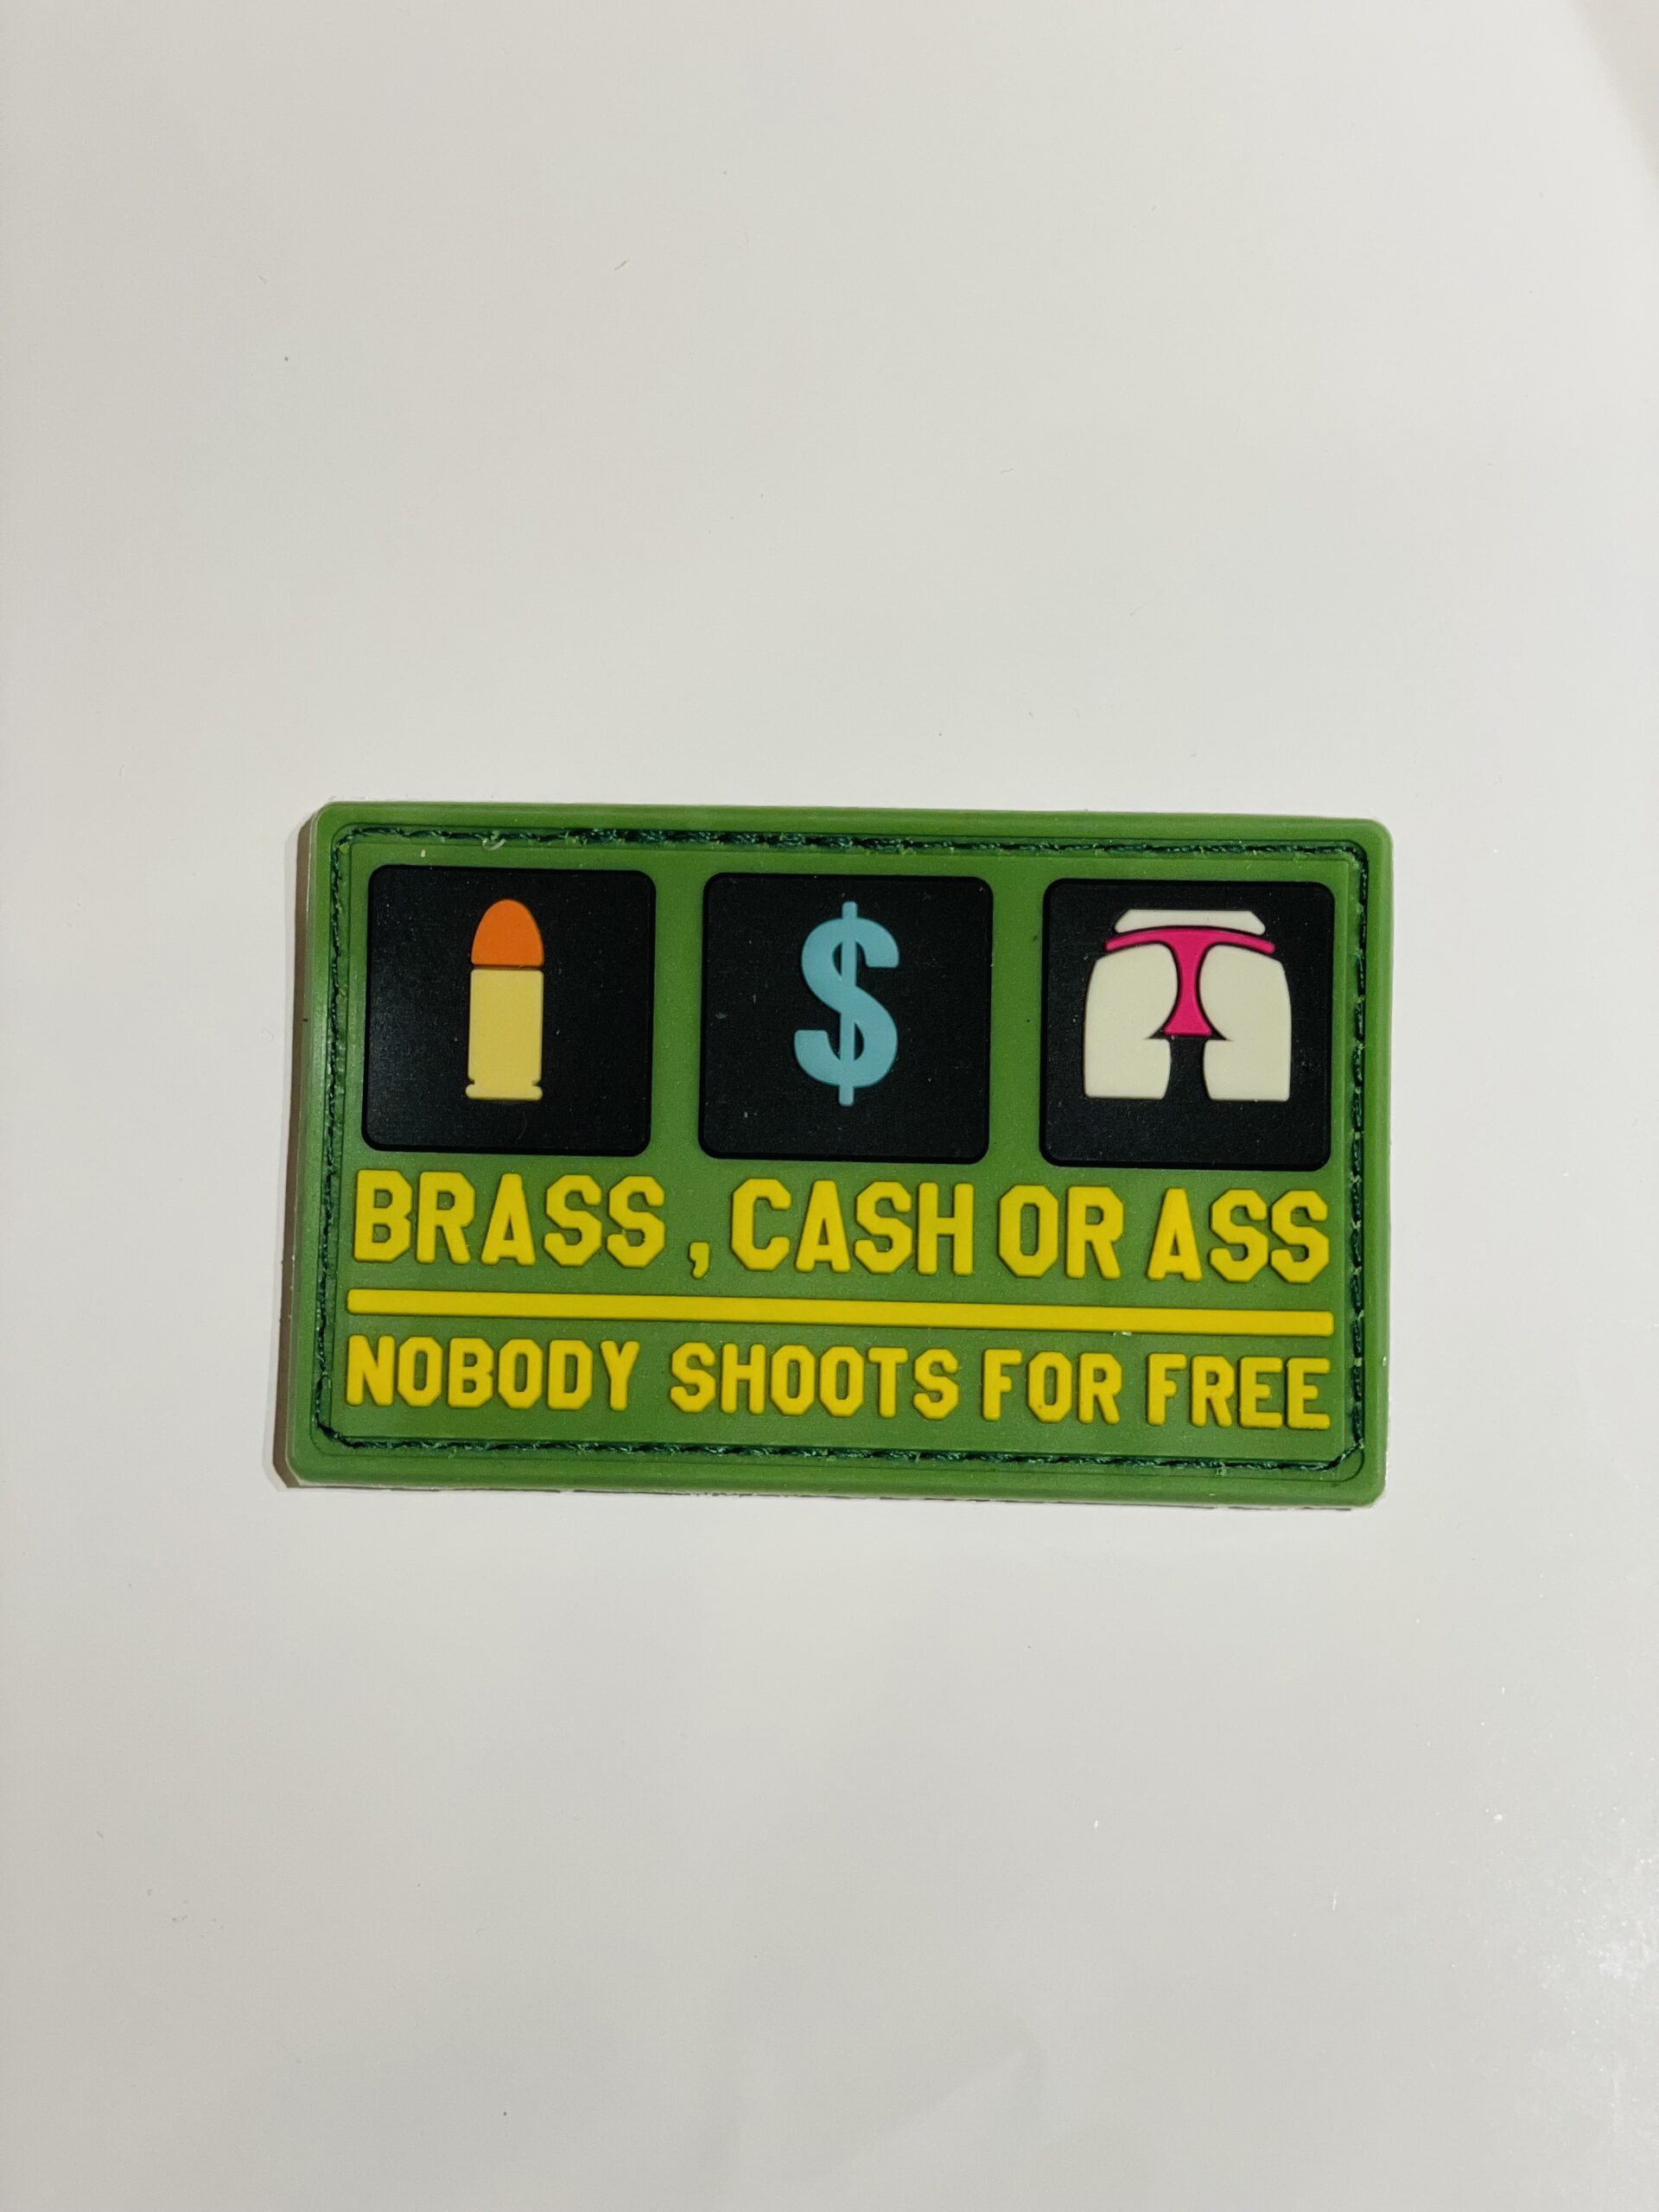 $
BRASS , CASH OR ASS
NOBODY SHOOTS FOR FREE